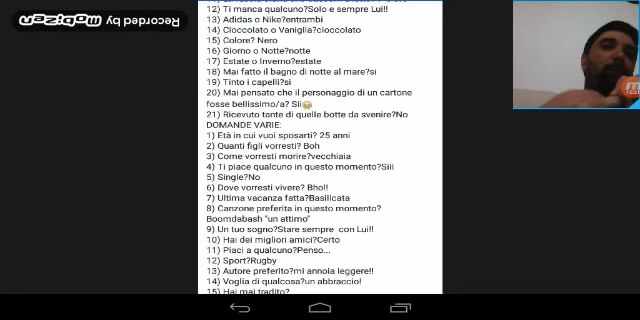 12) Ti manca qualcuno?Solo e sempre Lui!!
13) Adidas o Nike?entrambi
14) Cioccolato o Vaniglia?cioccolato
15) Colore? Nero
16) Giorno o Notte?notte
17) Estate o Inverno?estate
18) Mai fatto il bagno di notte al mare?si
19) Tinto i capelli?si
20) Mai pensato che il personaggio di un cartone
fosse bellissimo/a? Sii😂
21) Ricevuto tante di quelle botte da svenire?No
DOMANDE VARIE:
1) Età in cui vuoi sposarti? 25 anni
2) Quanti figli vorresti? Boh
3) Come vorresti morire?vecchiaia
4) Ti piace qualcuno in questo momento?Siii
5) Single?No
6) Dove vorresti vivere? Bho!!
7) Ultima vacanza fatta?Basilicata
8) Canzone preferita in questo momento?
Boomdabash "un attimo"
9) Un tuo sogno?Stare sempre con Lui!!
10) Hai dei migliori amici?Certo
11) Piaci a qualcuno?Penso...
12) Sport?Rugby
13) Autore preferito?mi annoia leggere!!
14) Voglia di qualcosa?un abbraccio!
15) Hai mai tradito?
Recorded by
mobizen